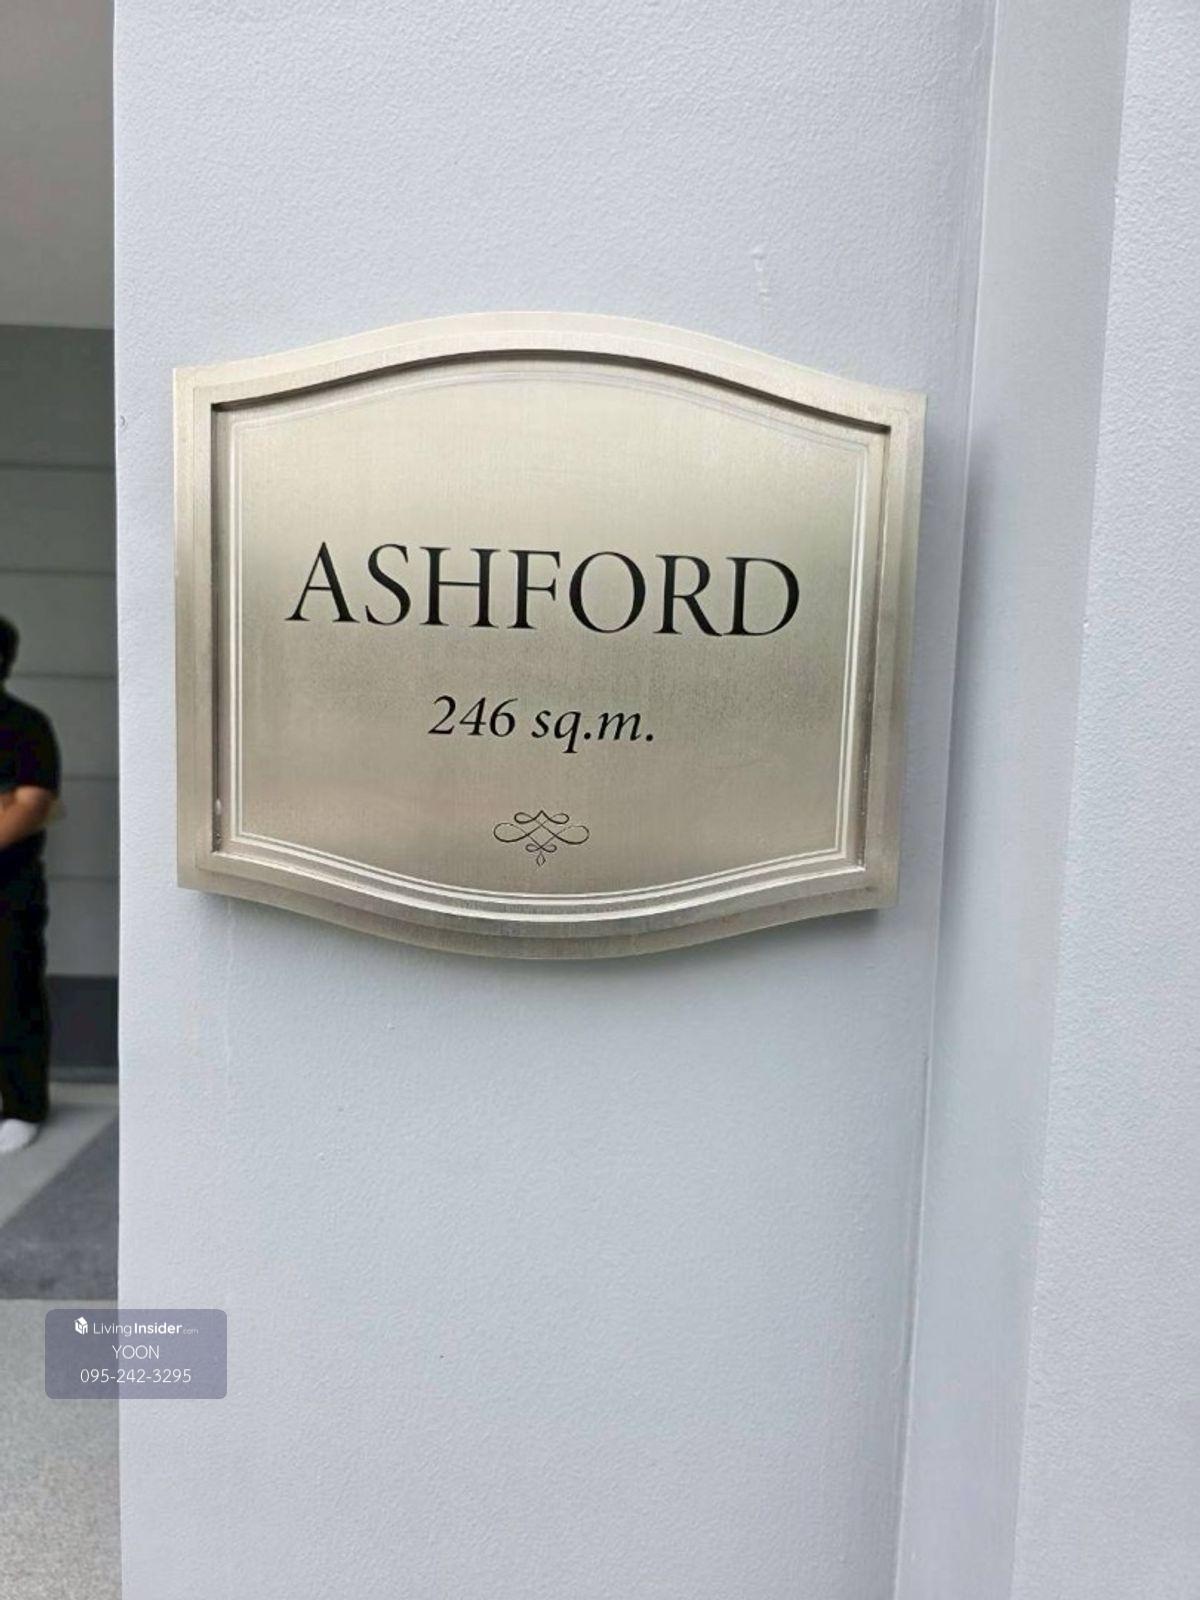 ASHFORD
246 sq.m.
LivingInsider.com
YOON
095-242-3295